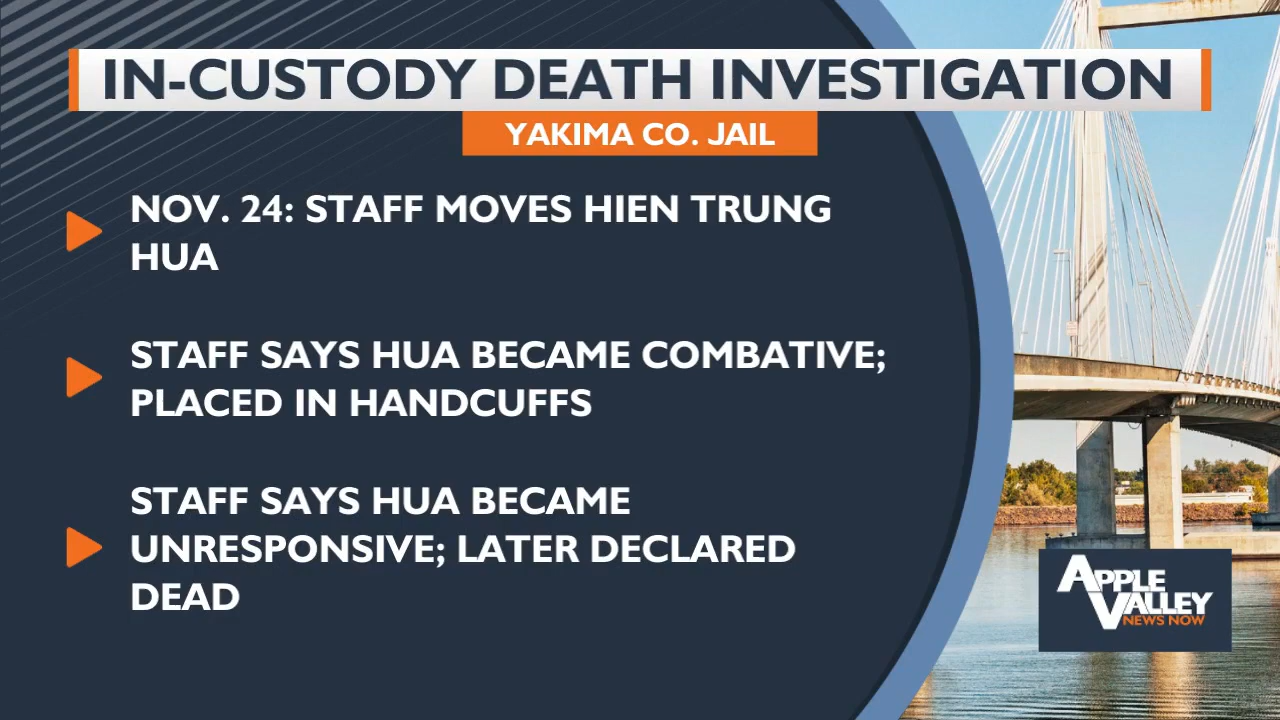 IN-CUSTODY DEATH INVESTIGATION
YAKIMA CO. JAIL
NOV. 24: STAFF MOVES HIEN TRUNG
HUA
STAFF SAYS HUA BECAME COMBATIVE;
PLACED IN HANDCUFFS
STAFF SAYS HUA BECAME
UNRESPONSIVE; LATER DECLARED
DEAD
APPLE
VALLEY
NEWS NOW